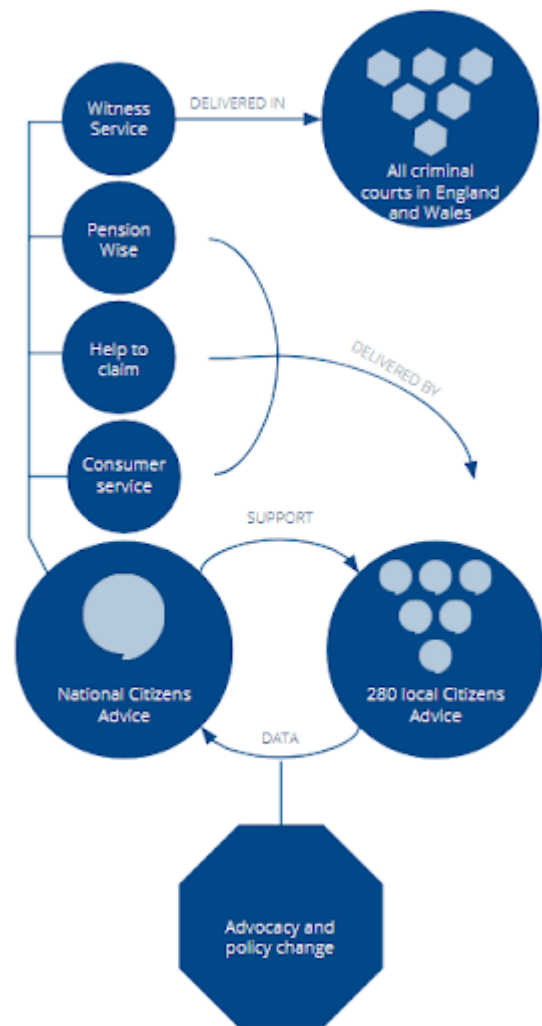 Witness
Service
DELIVERED IN
All criminal
courts in England
and Wales
Pension
Wise
Help to
claim
DELIVERED BY
Consumer
service
SUPPORT
National Citizens
Advice
280 local Citizens
Advice
DATA
Advocacy and
policy change